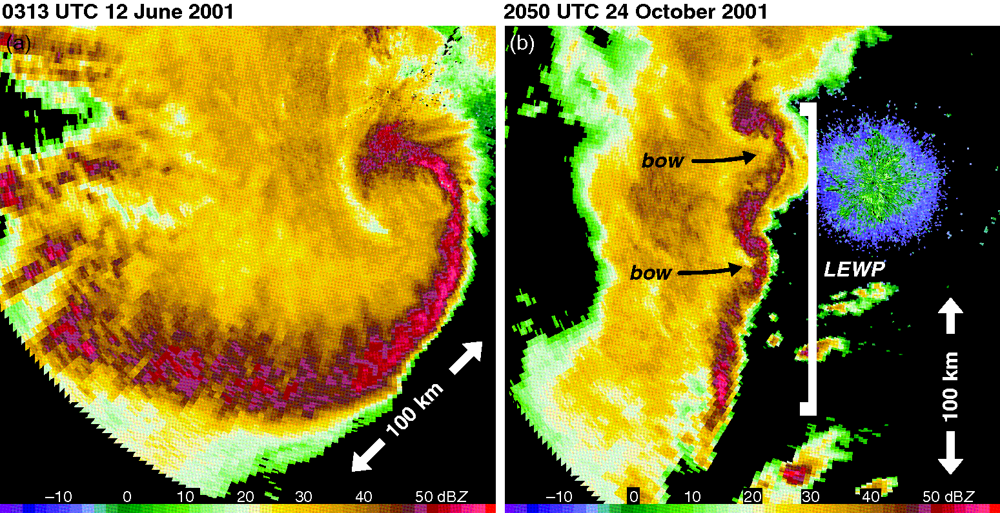 0313 UTC 12 June 2001
2050 UTC 24 October 2001
(a)
(b)
bow
bow
LEWP
100 km
100 km
–10 0 10 20 30 40 50 dBZ
–10 0 10 20 30 40 50 dBZ